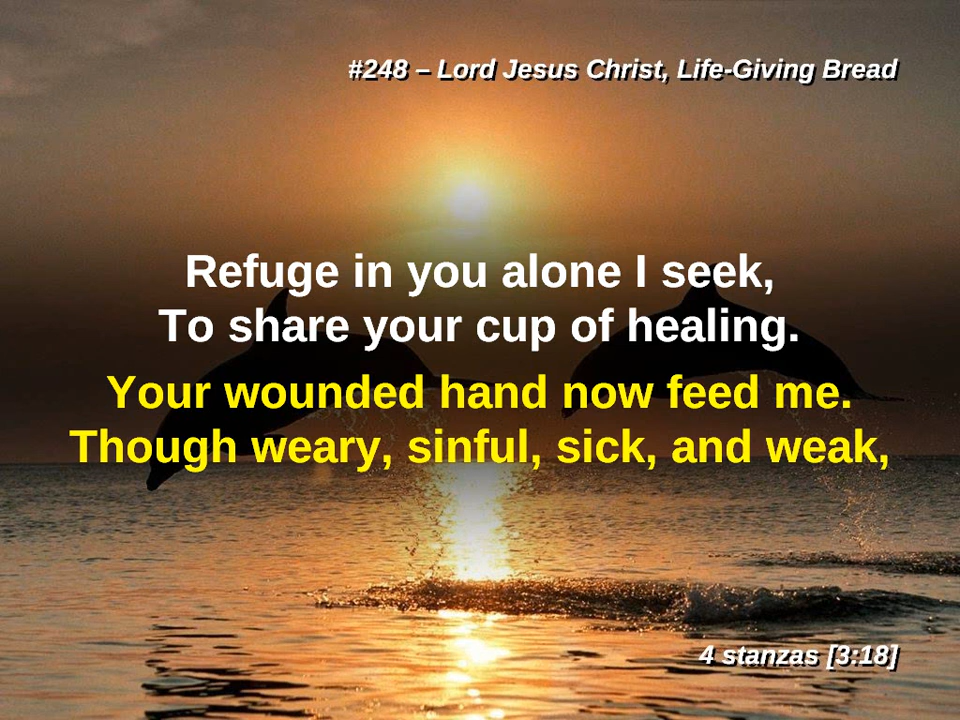 #248 – Lord Jesus Christ, Life-Giving Bread
Refuge in you alone I seek,
To share your cup of healing.
Your wounded hand now feed me.
Though weary, sinful, sick, and weak,
4 stanzas [3:18]